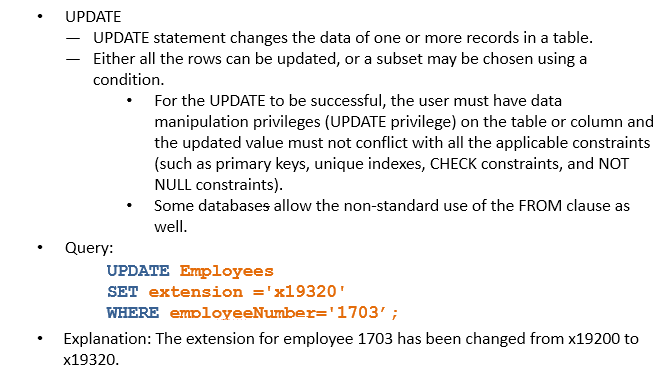 • UPDATE
— UPDATE statement changes the data of one or more records in a table.
— Either all the rows can be updated, or a subset may be chosen using a
condition.
• For the UPDATE to be successful, the user must have data
manipulation privileges (UPDATE privilege) on the table or column and
the updated value must not conflict with all the applicable constraints
(such as primary keys, unique indexes, CHECK constraints, and NOT
NULL constraints).
• Some databases allow the non-standard use of the FROM clause as
well.
• Query:
UPDATE Employees
SET extension ='x19320'
WHERE employeeNumber='1703’;
• Explanation: The extension for employee 1703 has been changed from x19200 to
x19320.